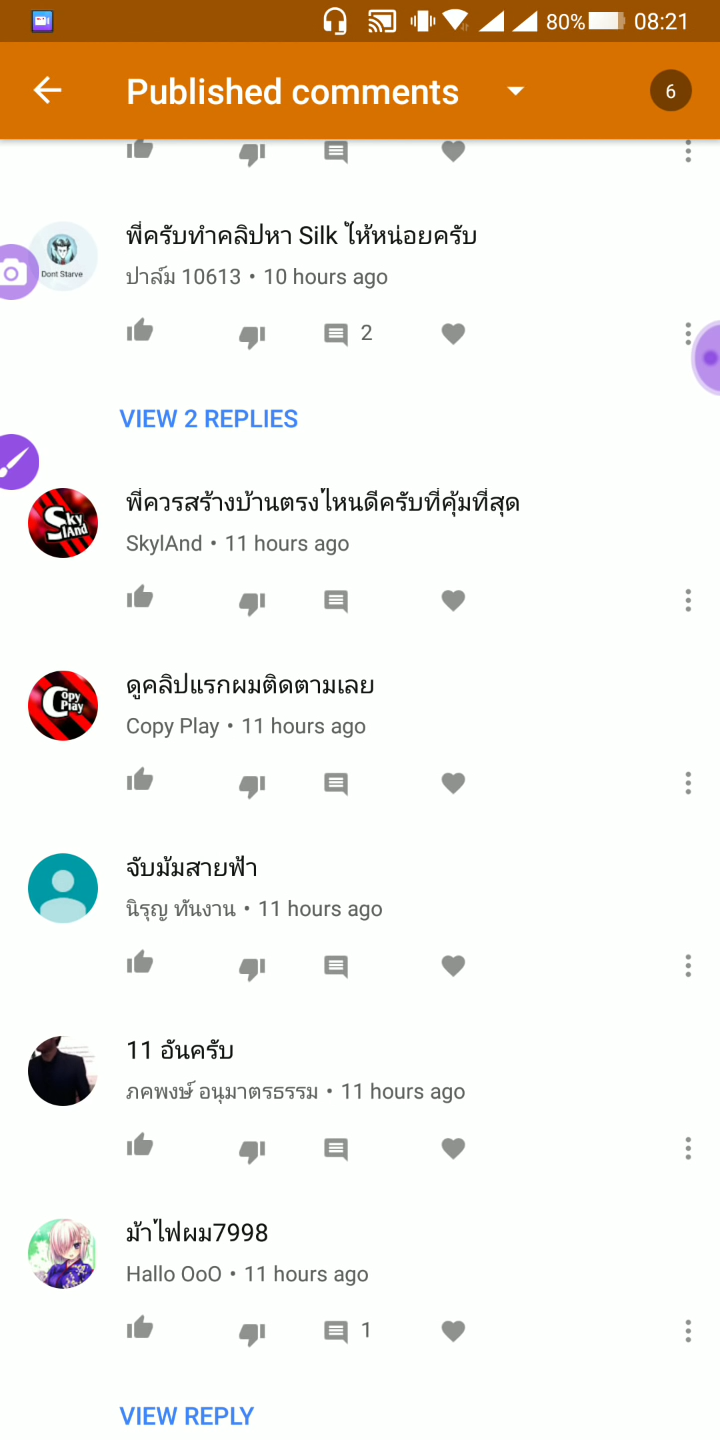 80% 08:21
Published comments 6
พี่ครับทำคลิปหา Silk ไห้หน่อยครับ
Dont Starve
ปาล์ม 10613 • 10 hours ago
2
VIEW 2 REPLIES
พี่ควรสร้างบ้านตรงไหนดีครับที่คุ้มที่สุด
Sky lAnd
SkylAnd • 11 hours ago
ดูคลิปแรกผมติดตามเลย
Copy Play
Copy Play • 11 hours ago
จับม้มสายฟ้า
นิรุญ ทันงาน • 11 hours ago
11 อันครับ
ภคพงษ์ อนุมาตรธรรม • 11 hours ago
ม้าไฟผม7998
Hallo OoO • 11 hours ago
1
VIEW REPLY